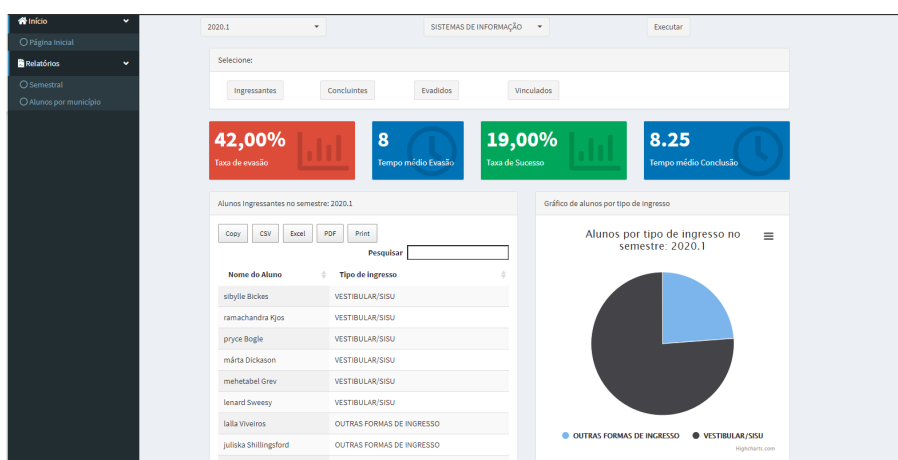 Início
Página Inicial
Relatórios
Semestral
Alunos por município
2020.1
SISTEMAS DE INFORMAÇÃO
Executar
Selecione:
Ingressantes
Concluintes
Evadidos
Vinculados
42,00%
Taxa de evasão
8
Tempo médio Evasão
19,00%
Taxa de Sucesso
8.25
Tempo médio Conclusão
Alunos Ingressantes no semestre: 2020.1
Copy CSV Excel PDF Print
Pesquisar
Nome do Aluno Tipo de ingresso
sibylle Bickes VESTIBULAR/SISU
ramachandra Kjos VESTIBULAR/SISU
pryce Bogle VESTIBULAR/SISU
márta Dickason VESTIBULAR/SISU
mehetabel Grev VESTIBULAR/SISU
lenard Sweesy VESTIBULAR/SISU
lalla Viveiros OUTRAS FORMAS DE INGRESSO
juliska Shillingsford OUTRAS FORMAS DE INGRESSO
Gráfico de alunos por tipo de ingresso
Alunos por tipo de ingresso no
semestre: 2020.1
OUTRAS FORMAS DE INGRESSO VESTIBULAR/SISU
Highcharts.com